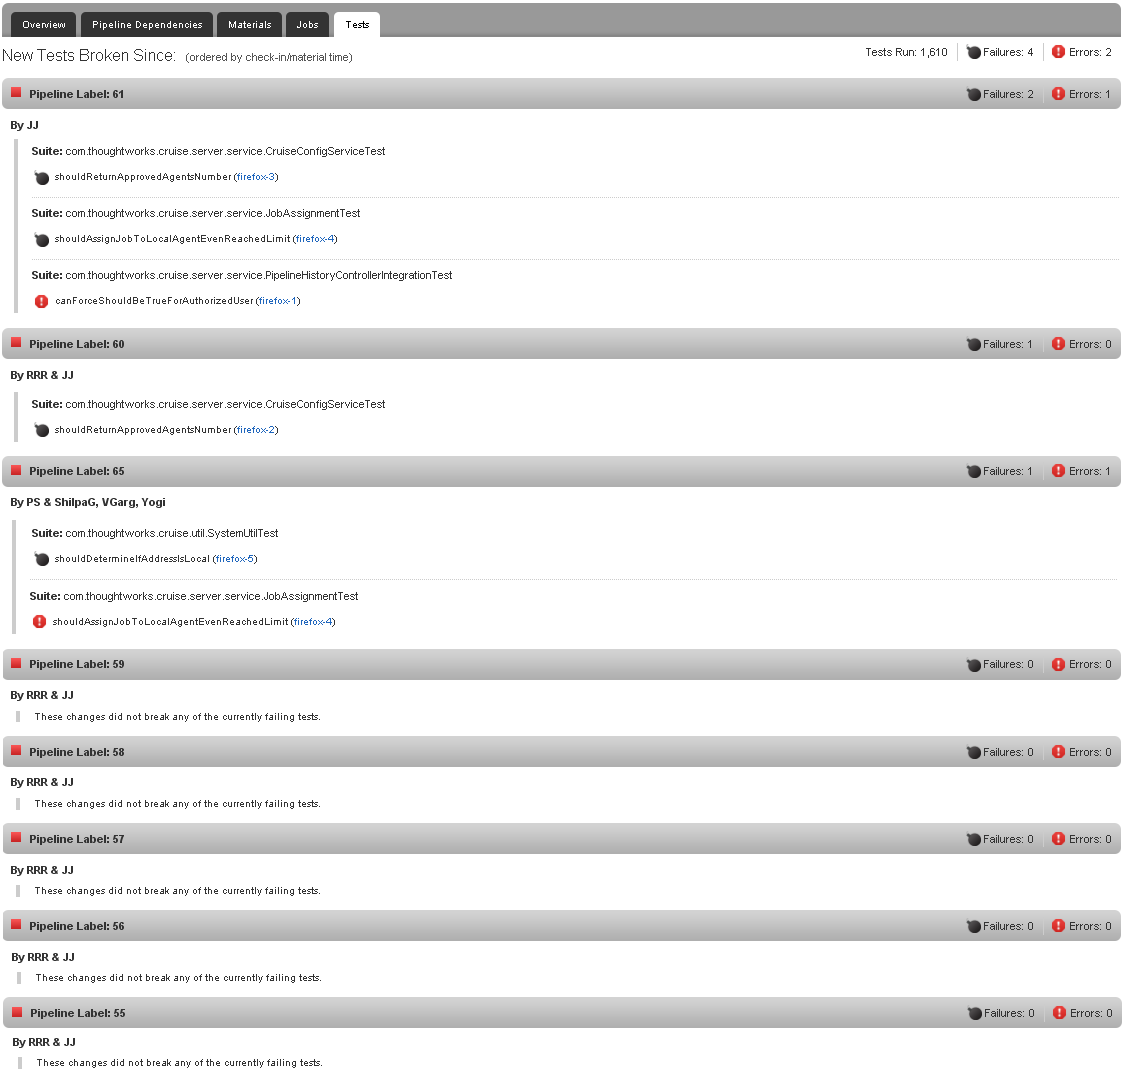 Overview Pipeline Dependencies Materials Jobs Tests
New Tests Broken Since: (ordered by check-in/material time) Tests Run: 1,610 Failures: 4 Errors: 2
Pipeline Label: 61 Failures: 2 Errors: 1
By JJ
Suite: com.thoughtworks.cruise.server.service.CruiseConfigServiceTest
shouldReturnApprovedAgentsNumber (firefox-3)
Suite: com.thoughtworks.cruise.server.service.JobAssignmentTest
shouldAssignJobToLocalAgentEvenReachedLimit (firefox-4)
Suite: com.thoughtworks.cruise.server.service.PipelineHistoryControllerIntegrationTest
canForceShouldBeTrueForAuthorizedUser (firefox-1)
Pipeline Label: 60 Failures: 1 Errors: 0
By RRR & JJ
Suite: com.thoughtworks.cruise.server.service.CruiseConfigServiceTest
shouldReturnApprovedAgentsNumber (firefox-2)
Pipeline Label: 65 Failures: 1 Errors: 1
By PS & ShilpaG, VGarg, Yogi
Suite: com.thoughtworks.cruise.util.SystemUtilTest
shouldDetermineIfAddressIsLocal (firefox-5)
Suite: com.thoughtworks.cruise.server.service.JobAssignmentTest
shouldAssignJobToLocalAgentEvenReachedLimit (firefox-4)
Pipeline Label: 59 Failures: 0 Errors: 0
By RRR & JJ
These changes did not break any of the currently failing tests.
Pipeline Label: 58 Failures: 0 Errors: 0
By RRR & JJ
These changes did not break any of the currently failing tests.
Pipeline Label: 57 Failures: 0 Errors: 0
By RRR & JJ
These changes did not break any of the currently failing tests.
Pipeline Label: 56 Failures: 0 Errors: 0
By RRR & JJ
These changes did not break any of the currently failing tests.
Pipeline Label: 55 Failures: 0 Errors: 0
By RRR & JJ
These changes did not break any of the currently failing tests.